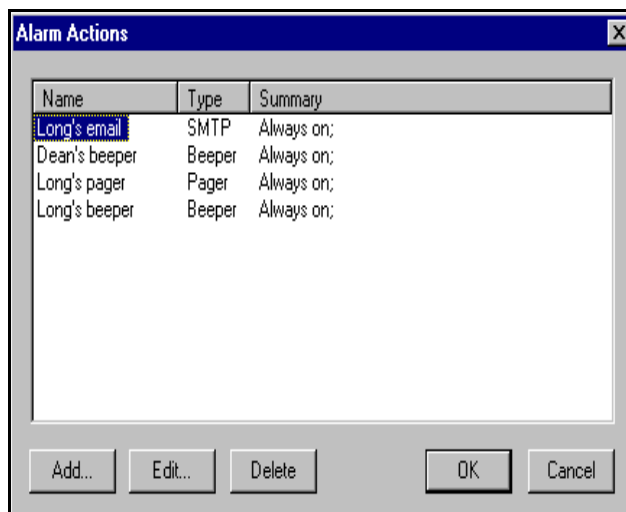 Alarm Actions
Name Type Summary
Long's email SMTP Always on;
Dean's beeper Beeper Always on;
Long's pager Pager Always on;
Long's beeper Beeper Always on;
Add... Edit... Delete OK Cancel